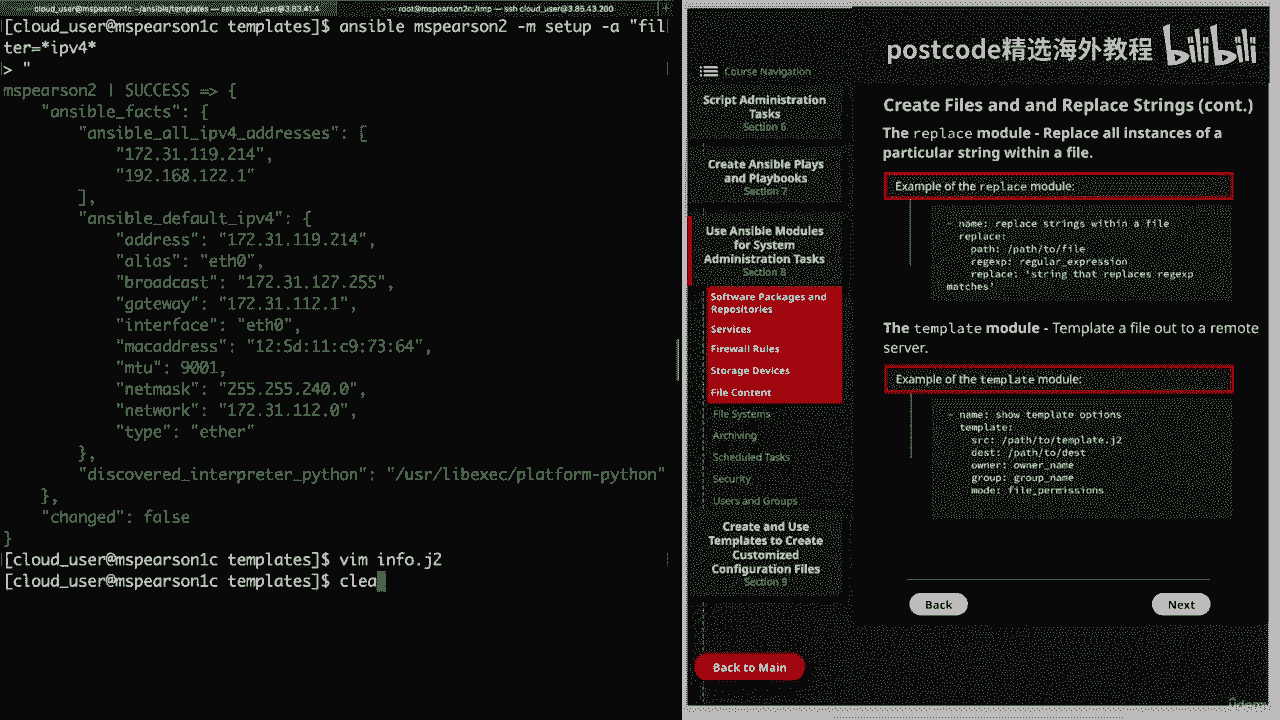 cloud_user@mspearson1c:~/ansible/templates — ssh cloud_user@3.83.41.4
root@mspearson2c:/tmp — ssh cloud_user@3.85.43.200
[cloud_user@mspearson1c templates]$ ansible mspearson2 -m setup -a "fil
ter=*ipv4*
> "
mspearson2 | SUCCESS => {
    "ansible_facts": {
        "ansible_all_ipv4_addresses": [
            "172.31.119.214",
            "192.168.122.1"
        ],
        "ansible_default_ipv4": {
            "address": "172.31.119.214",
            "alias": "eth0",
            "broadcast": "172.31.127.255",
            "gateway": "172.31.112.1",
            "interface": "eth0",
            "macaddress": "12:5d:11:c9:73:64",
            "mtu": 9001,
            "netmask": "255.255.240.0",
            "network": "172.31.112.0",
            "type": "ether"
        },
        "discovered_interpreter_python": "/usr/libexec/platform-python"
    },
    "changed": false
}
[cloud_user@mspearson1c templates]$ vim info.j2
[cloud_user@mspearson1c templates]$ clea
postcode精选海外教程 bilibili
Course Navigation
Script Administration
Tasks
Section 6
Create Ansible Plays
and Playbooks
Section 7
Use Ansible Modules
for System
Administration Tasks
Section 8
Software Packages and
Repositories
Services
Firewall Rules
Storage Devices
File Content
File Systems
Archiving
Scheduled Tasks
Security
Users and Groups
Create and Use
Templates to Create
Customized
Configuration Files
Section 9
Back to Main
Create Files and and Replace Strings (cont.)
The replace module - Replace all instances of a
particular string within a file.
Example of the replace module:
- name: replace strings within a file
  replace:
    path: /path/to/file
    regexp: regular_expression
    replace: 'string that replaces regexp
matches'
The template module - Template a file out to a remote
server.
Example of the template module:
- name: show template options
  template:
    src: /path/to/template.j2
    dest: /path/to/dest
    owner: owner_name
    group: group_name
    mode: file_permissions
Back
Next
ûdemy